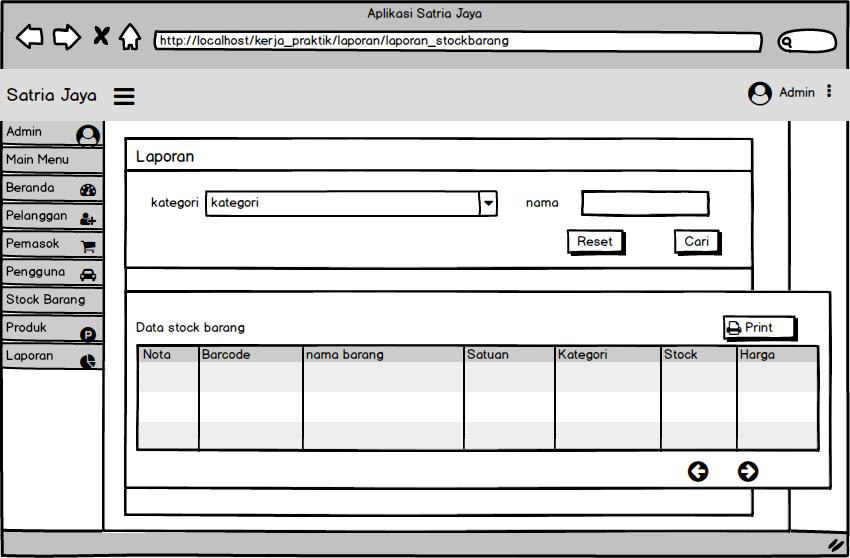 Aplikasi Satria Jaya
http://localhost/kerja_praktik/laporan/laporan_stockbarang
Satria Jaya
Admin
Admin
Main Menu
Beranda
Pelanggan
Pemasok
Pengguna
Stock Barang
Produk
P
Laporan
Laporan
kategori kategori nama
Reset Cari
Data stock barang Print
Nota Barcode nama barang Satuan Kategori Stock Harga